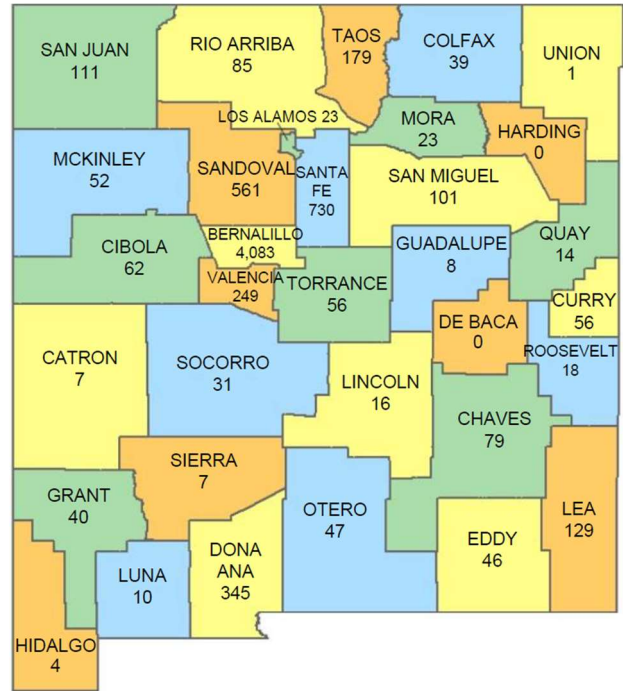 SAN JUAN
111
RIO ARRIBA
85
TAOS
179
COLFAX
39
UNION
1
LOS ALAMOS 23
MORA
23
HARDING
0
MCKINLEY
52
SANDOVAL
561
SANTA
FE
730
SAN MIGUEL
101
CIBOLA
62
BERNALILLO
4,083
GUADALUPE
8
QUAY
14
VALENCIA
249
TORRANCE
56
CURRY
56
DE BACA
0
ROOSEVELT
18
CATRON
7
SOCORRO
31
LINCOLN
16
CHAVES
79
SIERRA
7
GRANT
40
OTERO
47
LEA
129
DONA
ANA
345
EDDY
46
LUNA
10
HIDALGO
4